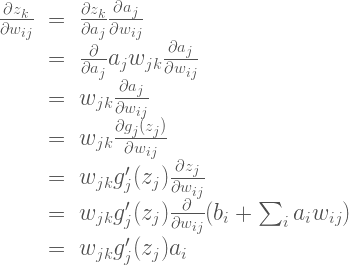 ∂z_k/∂w_ij = ∂z_k/∂a_j ∂a_j/∂w_ij
= ∂/∂a_j a_j w_jk ∂a_j/∂w_ij
= w_jk ∂a_j/∂w_ij
= w_jk ∂g_j(z_j)/∂w_ij
= w_jk g′_j(z_j) ∂z_j/∂w_ij
= w_jk g′_j(z_j) ∂/∂w_ij (b_i + ∑_i a_i w_ij)
= w_jk g′_j(z_j) a_i